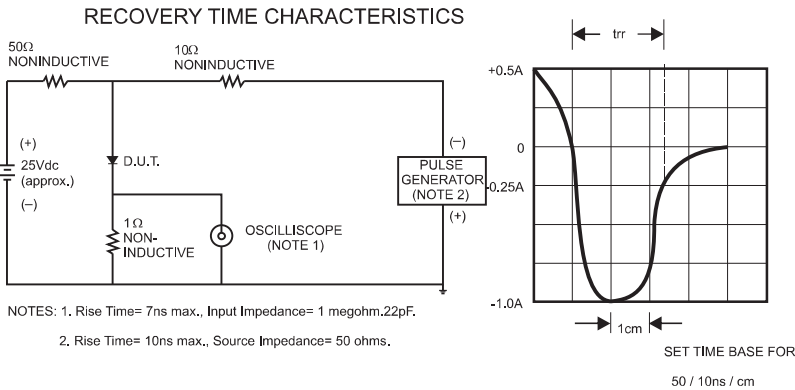 RECOVERY TIME CHARACTERISTICS
50Ω
NONINDUCTIVE
10Ω
NONINDUCTIVE
(+)
25Vdc
(approx.)
(–)
D.U.T.
1Ω
NON-
INDUCTIVE
OSCILLISCOPE
(NOTE 1)
(–)
PULSE
GENERATOR
(NOTE 2)
(+)
trr
+0.5A
0
-0.25A
-1.0A
1cm
NOTES: 1. Rise Time= 7ns max., Input Impedance= 1 megohm.22pF.
2. Rise Time= 10ns max., Source Impedance= 50 ohms.
SET TIME BASE FOR
50 / 10ns / cm